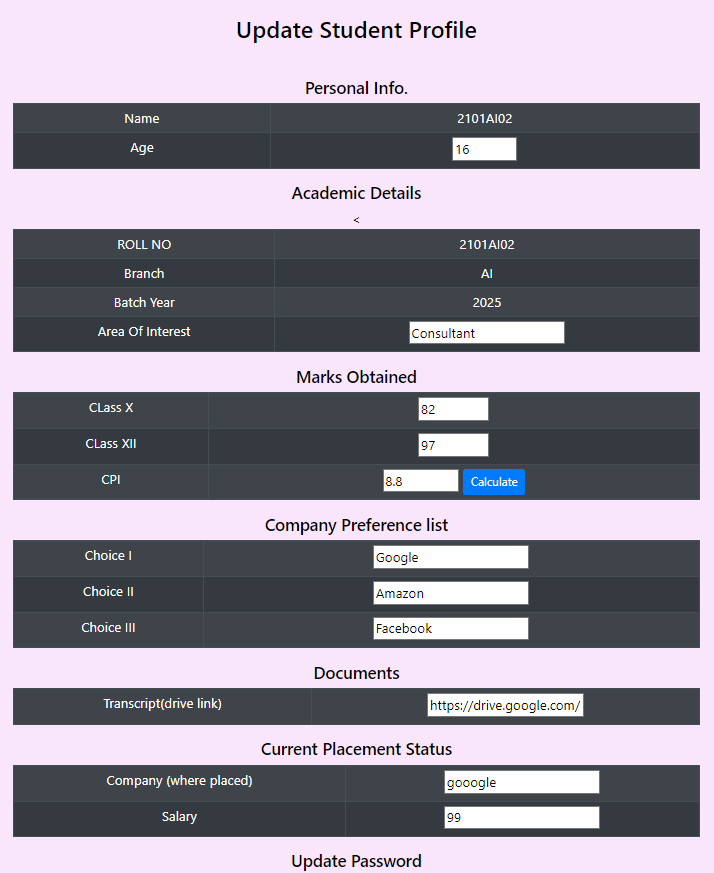 Update Student Profile
Personal Info.
Name 2101AI02
Age 16
Academic Details
<
ROLL NO 2101AI02
Branch AI
Batch Year 2025
Area Of Interest Consultant
Marks Obtained
CLass X 82
CLass XII 97
CPI 8.8 Calculate
Company Preference list
Choice I Google
Choice II Amazon
Choice III Facebook
Documents
Transcript(drive link) https://drive.google.com/
Current Placement Status
Company (where placed) gooogle
Salary 99
Update Password